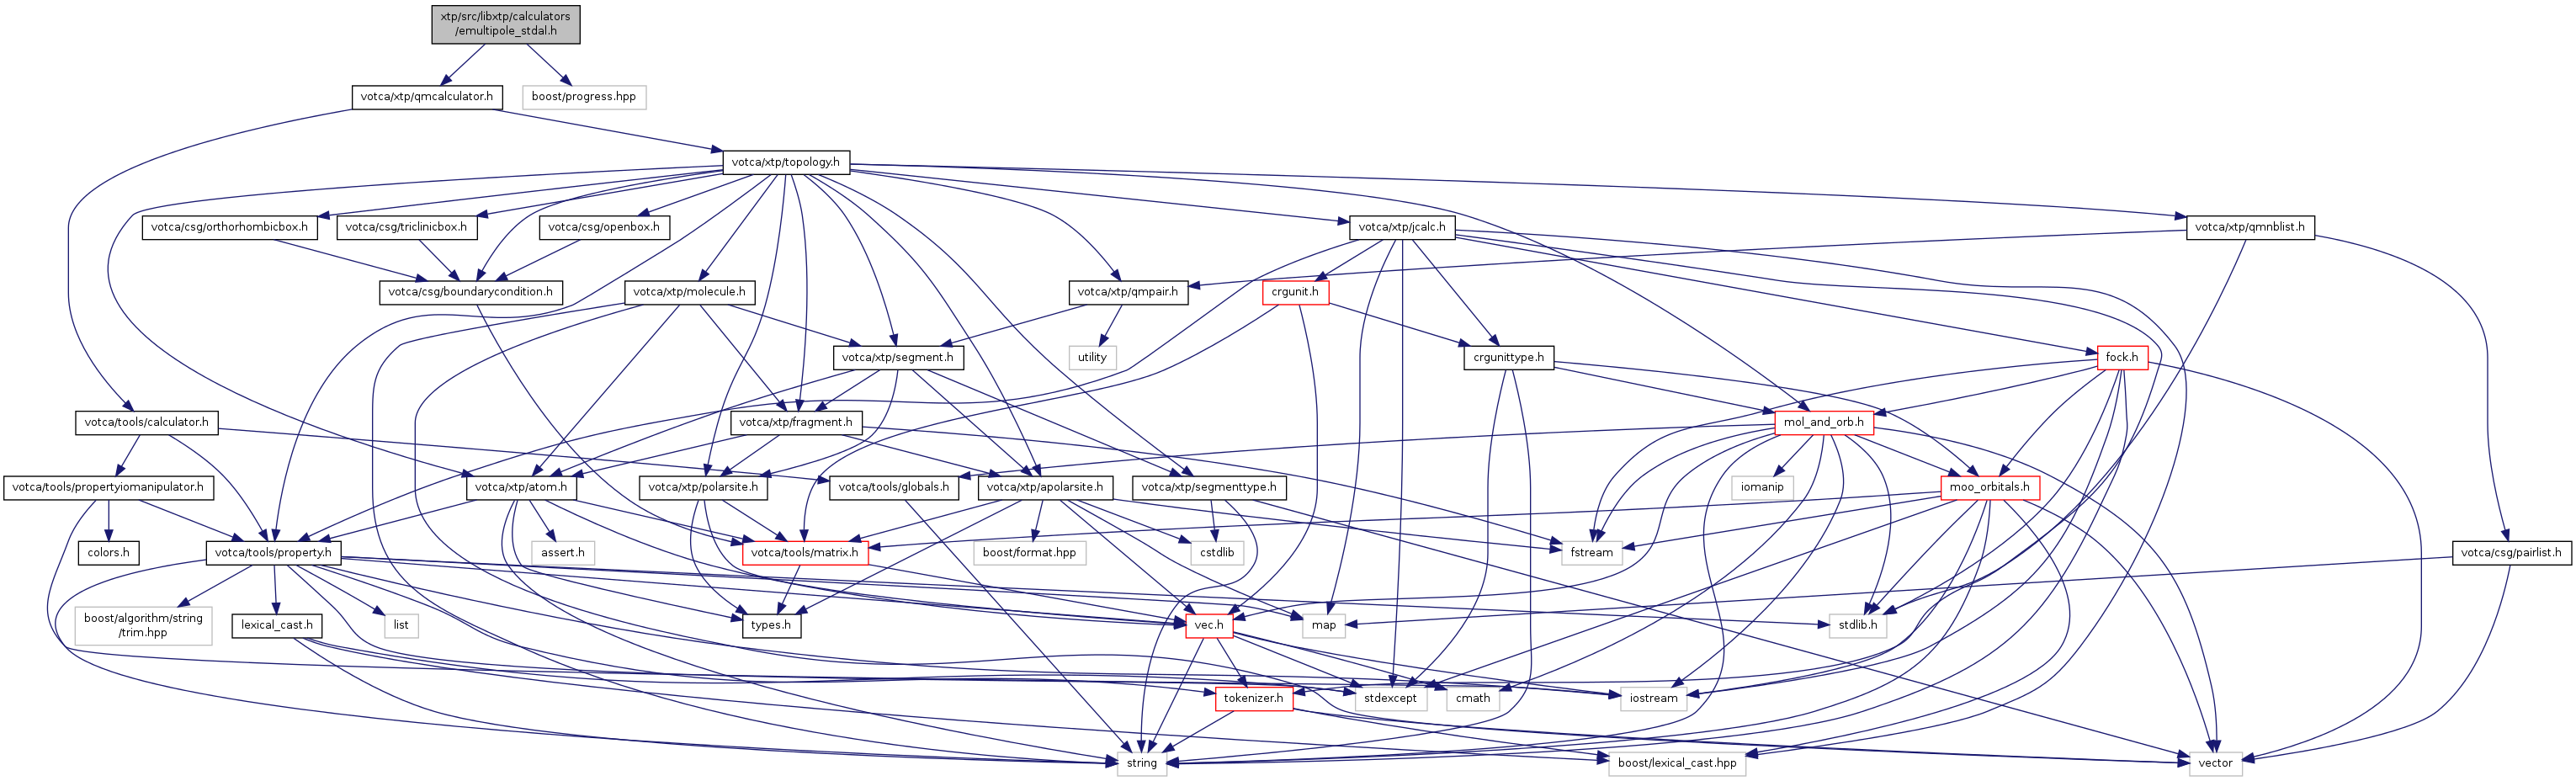 xtp/src/libxtp/calculators
/emultipole_stdal.h
votca/xtp/qmcalculator.h
boost/progress.hpp
votca/xtp/topology.h
votca/csg/orthorhombicbox.h
votca/csg/triclinicbox.h
votca/csg/openbox.h
votca/xtp/jcalc.h
votca/xtp/qmnblist.h
votca/csg/boundarycondition.h
votca/xtp/molecule.h
votca/xtp/qmpair.h
crgunit.h
votca/xtp/segment.h
utility
crgunittype.h
fock.h
votca/tools/calculator.h
votca/xtp/fragment.h
mol_and_orb.h
votca/tools/propertyiomanipulator.h
votca/xtp/atom.h
votca/xtp/polarsite.h
votca/tools/globals.h
votca/xtp/apolarsite.h
votca/xtp/segmenttype.h
iomanip
moo_orbitals.h
colors.h
votca/tools/property.h
assert.h
votca/tools/matrix.h
boost/format.hpp
cstdlib
fstream
votca/csg/pairlist.h
boost/algorithm/string
/trim.hpp
lexical_cast.h
list
types.h
vec.h
map
stdlib.h
tokenizer.h
stdexcept
cmath
iostream
string
boost/lexical_cast.hpp
vector